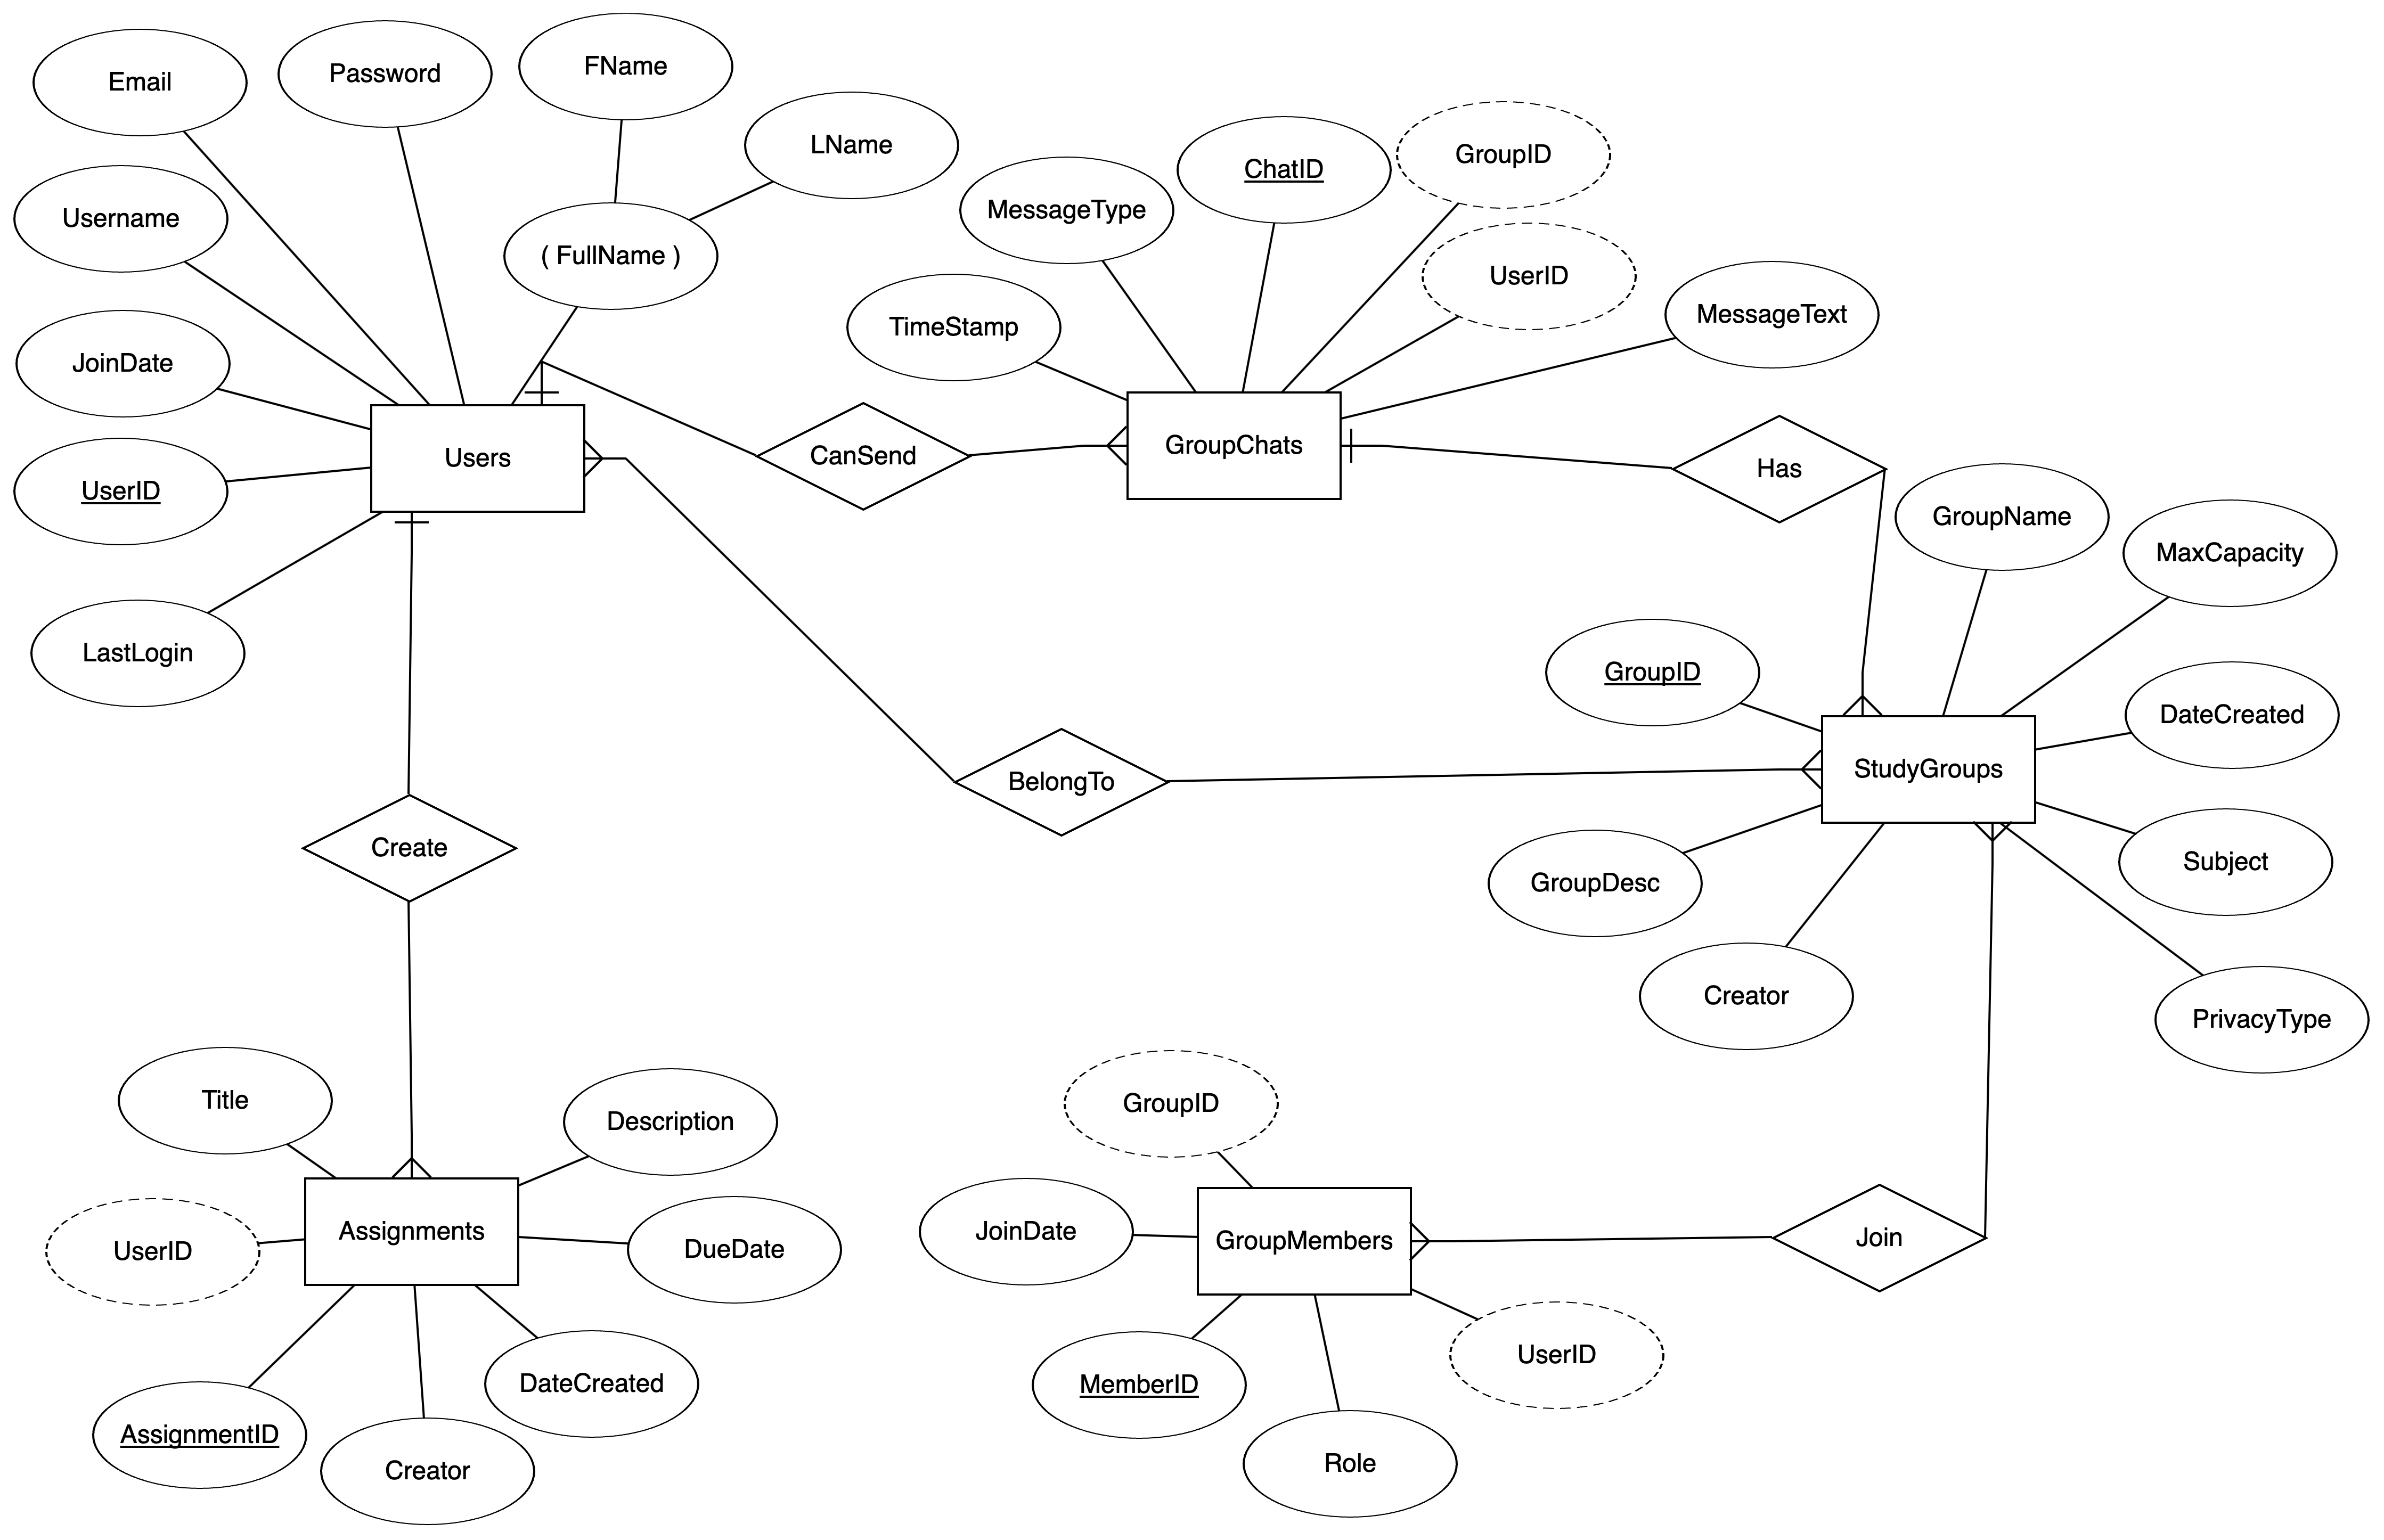 Email
Password
FName
LName
Username
( FullName )
JoinDate
UserID
Users
LastLogin
CanSend
MessageType
ChatID
GroupID
UserID
TimeStamp
MessageText
GroupChats
Has
GroupName
MaxCapacity
GroupID
DateCreated
StudyGroups
BelongTo
Create
GroupDesc
Subject
Creator
PrivacyType
Title
Description
UserID
Assignments
DueDate
DateCreated
AssignmentID
Creator
GroupID
JoinDate
GroupMembers
Join
MemberID
UserID
Role